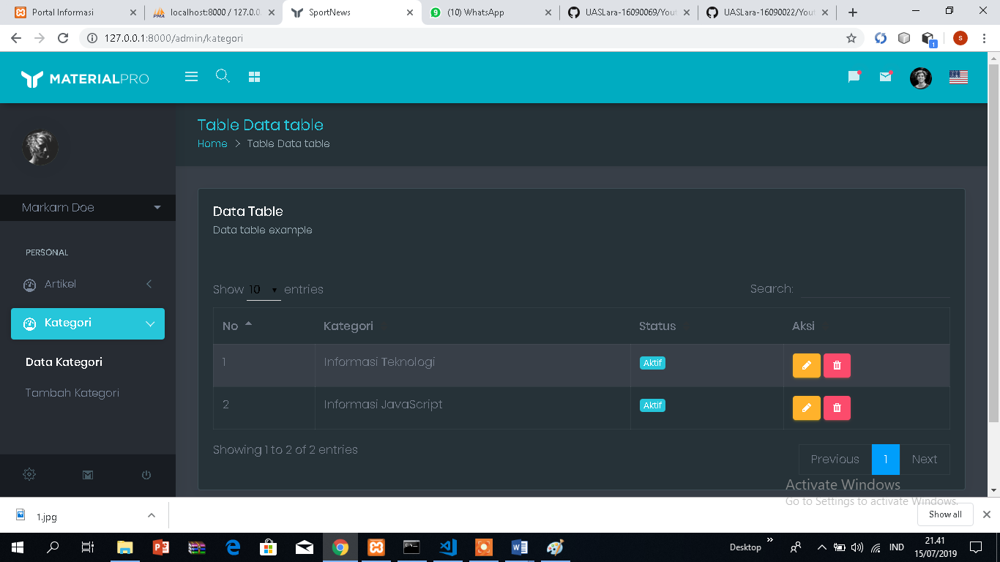 Portal Informasi
localhost:8000 / 127.0.0.
SportNews
(10) WhatsApp
UASLara-16090069/You
UASLara-16090022/You
127.0.0.1:8000/admin/kategori
s
1
MATERIALPRO
Table Data table
Home > Table Data table
Markarn Doe
PERSONAL
Artikel
Kategori
Data Kategori
Tambah Kategori
Data Table
Data table example
Show 10 entries
Search:
No Kategori Status Aksi
1 Informasi Teknologi Aktif
2 Informasi JavaScript Aktif
Showing 1 to 2 of 2 entries
Previous 1 Next
Activate Windows
Go to Settings to activate Windows.
1.jpg
Show all
Desktop
IND
21.41
15/07/2019